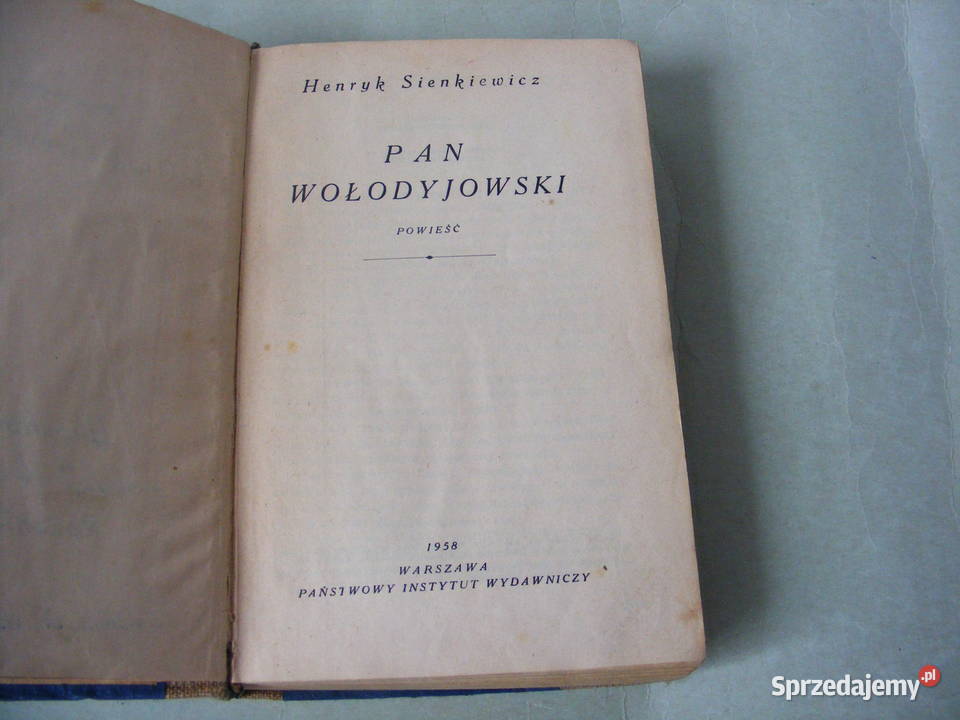 Henryk Sienkiewicz
PAN
WOŁODYJOWSKI
POWIEŚĆ
1958
WARSZAWA
PAŃSTWOWY INSTYTUT WYDAWNICZY
Sprzedajemy.pl